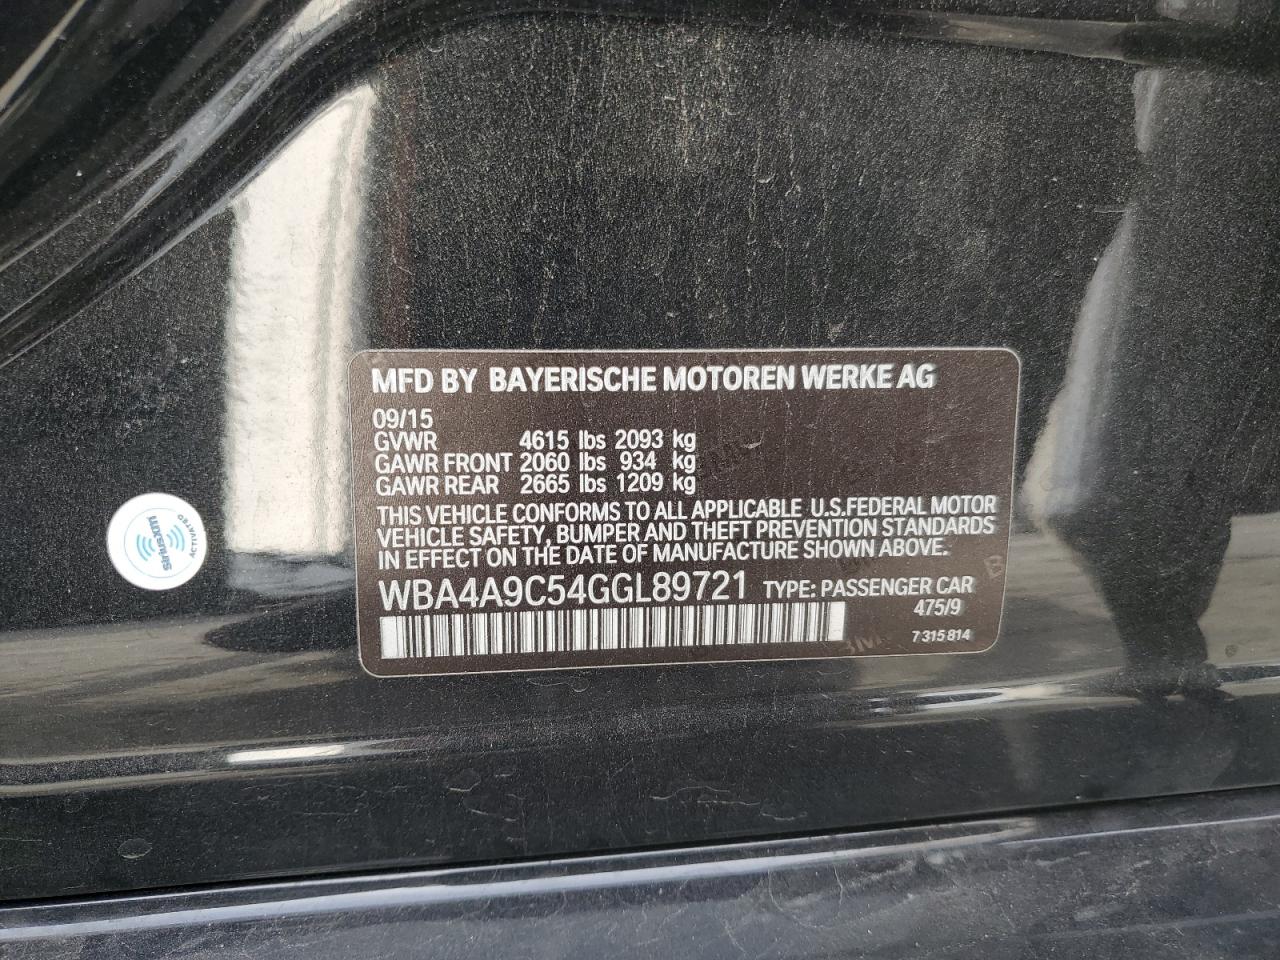 MFD BY BAYERISCHE MOTOREN WERKE AG
09/15
GVWR 4615 lbs 2093 kg
GAWR FRONT 2060 lbs 934 kg
GAWR REAR 2665 lbs 1209 kg
THIS VEHICLE CONFORMS TO ALL APPLICABLE U.S.FEDERAL MOTOR
VEHICLE SAFETY, BUMPER AND THEFT PREVENTION STANDARDS
IN EFFECT ON THE DATE OF MANUFACTURE SHOWN ABOVE.
WBA4A9C54GGL89721 TYPE: PASSENGER CAR
475/9
7 315 814
siriusxm
ACTIVATED